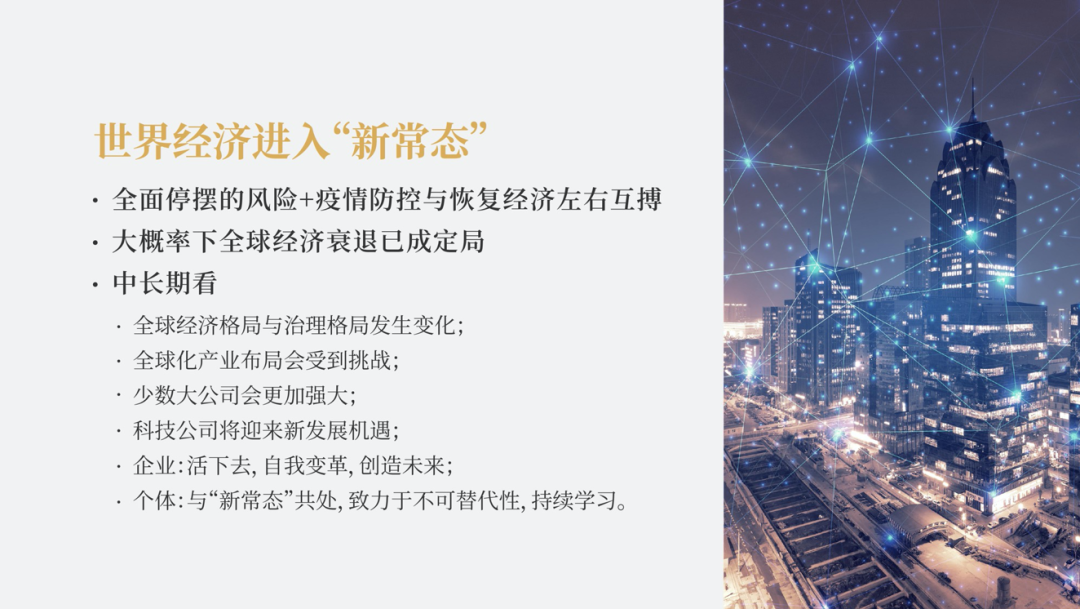 世界经济进入“新常态”
· 全面停摆的风险+疫情防控与恢复经济左右互搏
· 大概率下全球经济衰退已成定局
· 中长期看
· 全球经济格局与治理格局发生变化；
· 全球化产业布局会受到挑战；
· 少数大公司会更加强大；
· 科技公司将迎来新发展机遇；
· 企业：活下去，自我变革，创造未来；
· 个体：与“新常态”共处，致力于不可替代性，持续学习。